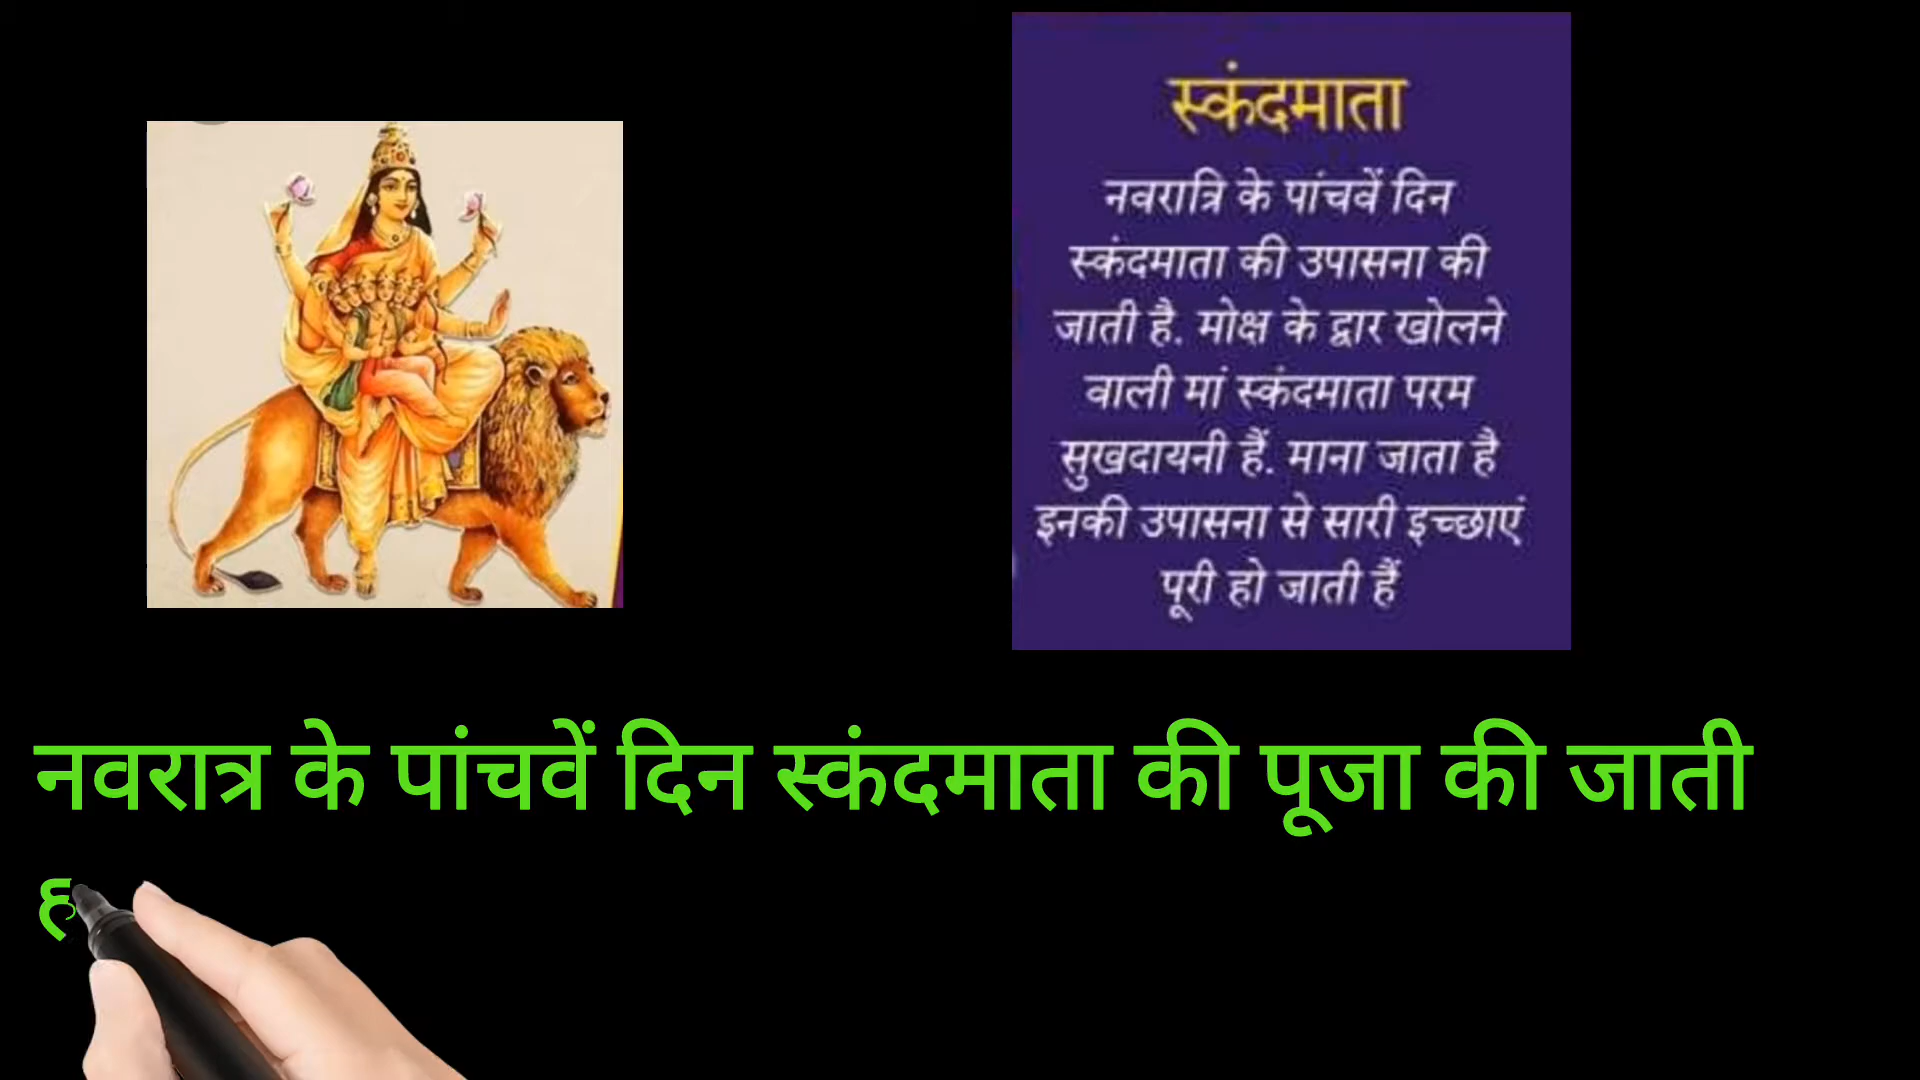 स्कंदमाता
नवरात्रि के पांचवें दिन
स्कंदमाता की उपासना की
जाती है. मोक्ष के द्वार खोलने
वाली मां स्कंदमाता परम
सुखदायनी हैं. माना जाता है
इनकी उपासना से सारी इच्छाएं
पूरी हो जाती हैं
नवरात्र के पांचवें दिन स्कंदमाता की पूजा की जाती